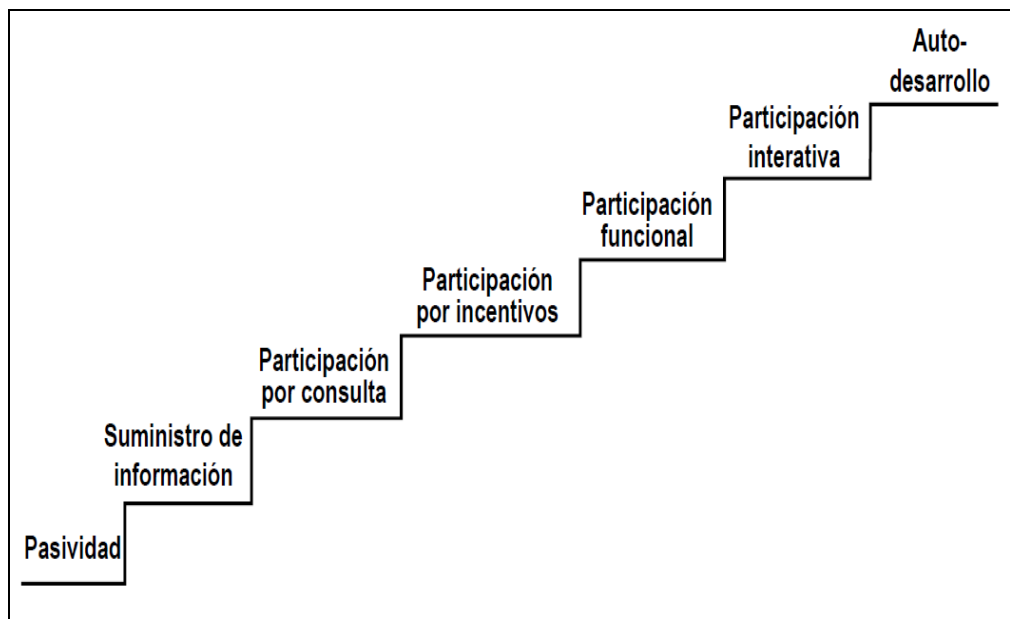 Auto-
desarrollo
Participación
interativa
Participación
funcional
Participación
por incentivos
Participación
por consulta
Suministro de
información
Pasividad